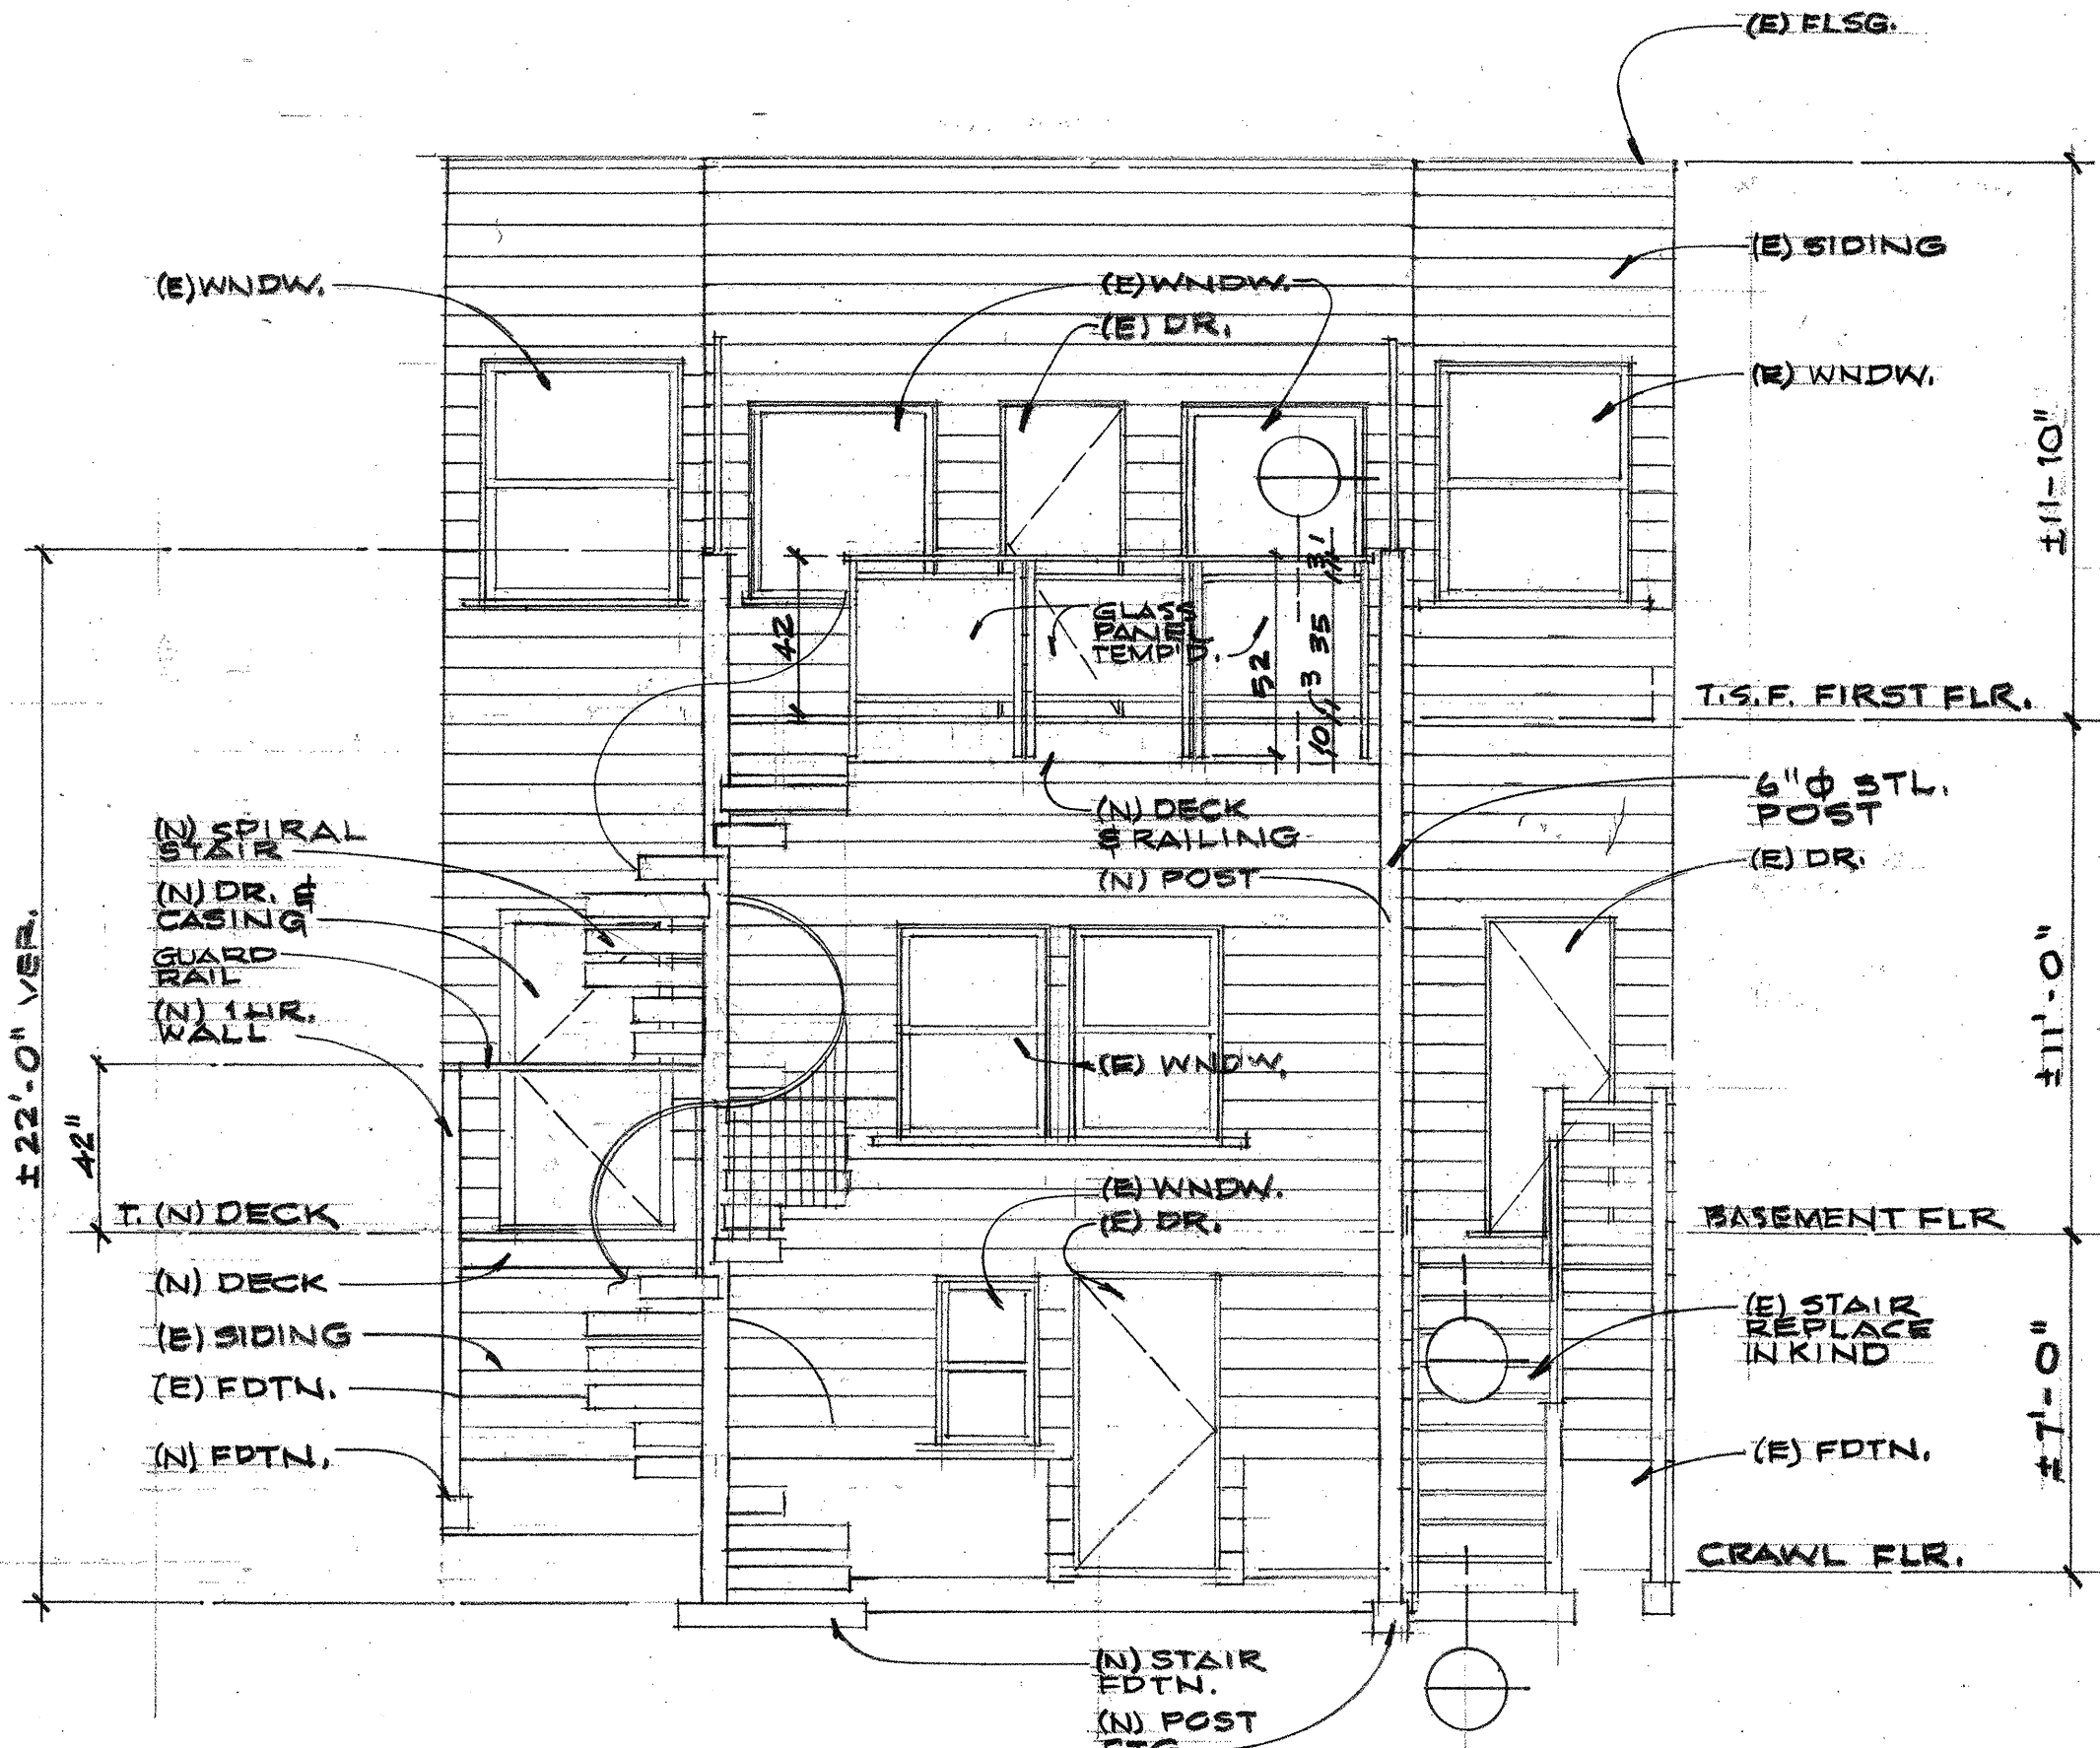 (E) FLSG.
(E) SIDING
(E) WNDW.
(E) WNDW.
(E) DR.
(E) WNDW.
±11-10"
42
GLASS
PANEL
TEMP'D.
52
1
3
35
3
10
T.S.F. FIRST FLR.
(N) DECK
& RAILING
(N) POST
6"Φ STL.
POST
(E) DR.
(N) SPIRAL
STAIR
(N) DR. &
CASING
GUARD
RAIL
(N) 1 HR.
WALL
±22'-0" VER.
42"
±11'-0"
(E) WNDW.
(E) WNDW.
(E) DR.
T. (N) DECK
BASEMENT FLR
(N) DECK
(E) SIDING
(E) FDTN.
(N) FDTN.
(E) STAIR
REPLACE
IN KIND
(E) FDTN.
±7'-0"
CRAWL FLR.
(N) STAIR
FDTN.
(N) POST